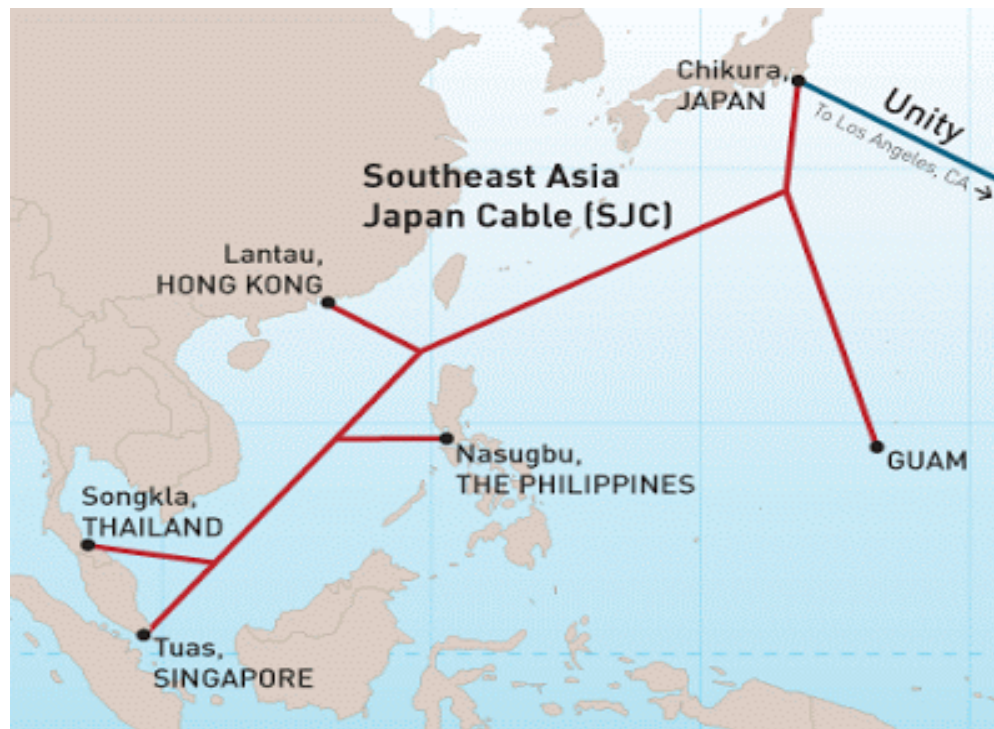 Chikura,
JAPAN
Unity
To Los Angeles, CA →
Southeast Asia
Japan Cable (SJC)
Lantau,
HONG KONG
Nasugbu,
THE PHILIPPINES
GUAM
Songkla,
THAILAND
Tuas,
SINGAPORE